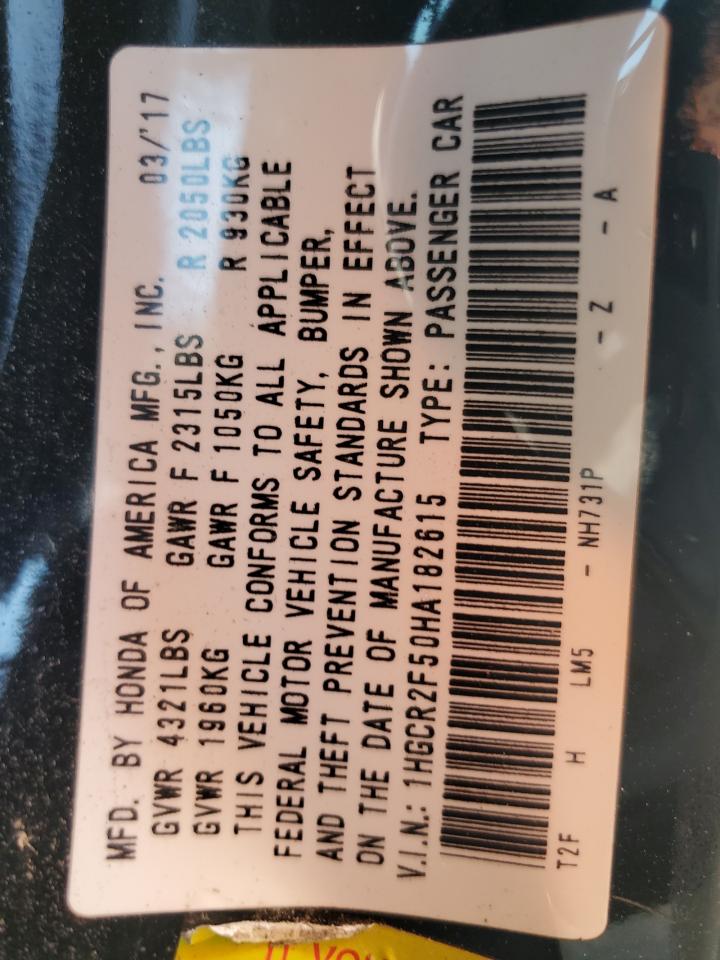 MFD. BY HONDA OF AMERICA MFG., INC. 03/'17
GVWR 4321LBS GAWR F 2315LBS R 2050LBS
GVWR 1960KG GAWR F 1050KG R 930KG
THIS VEHICLE CONFORMS TO ALL APPLICABLE
FEDERAL MOTOR VEHICLE SAFETY, BUMPER,
AND THEFT PREVENTION STANDARDS IN EFFECT
ON THE DATE OF MANUFACTURE SHOWN ABOVE.
V.I.N.: 1HGCR2F50HA182615 TYPE: PASSENGER CAR
T2F H LM5 - NH731P - Z - A